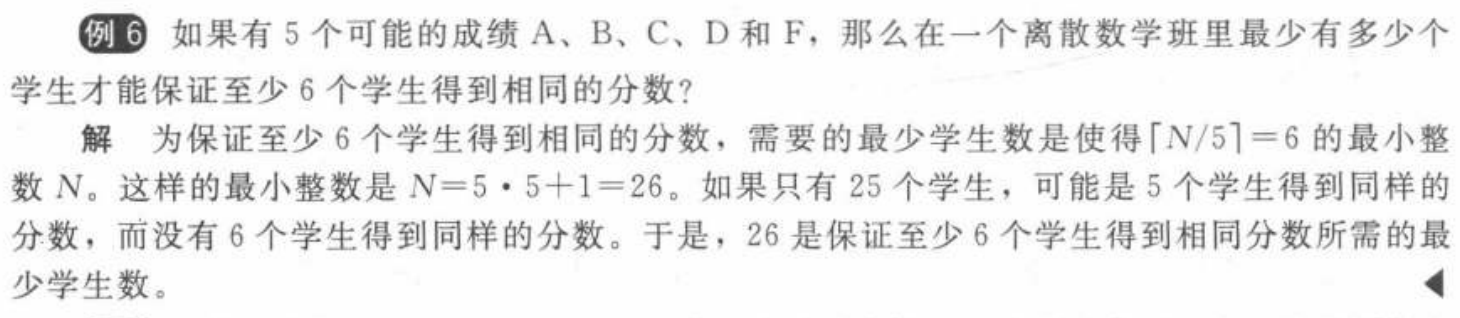 例 6 如果有 5 个可能的成绩 A、B、C、D 和 F，那么在一个离散数学班里最少有多少个
学生才能保证至少 6 个学生得到相同的分数?
解 为保证至少 6 个学生得到相同的分数，需要的最少学生数是使得⌈N/5⌉=6 的最小整
数 N。这样的最小整数是 N=5·5+1=26。如果只有 25 个学生，可能是 5 个学生得到同样的
分数，而没有 6 个学生得到同样的分数。于是，26 是保证至少 6 个学生得到相同分数所需的最
少学生数。 ◀